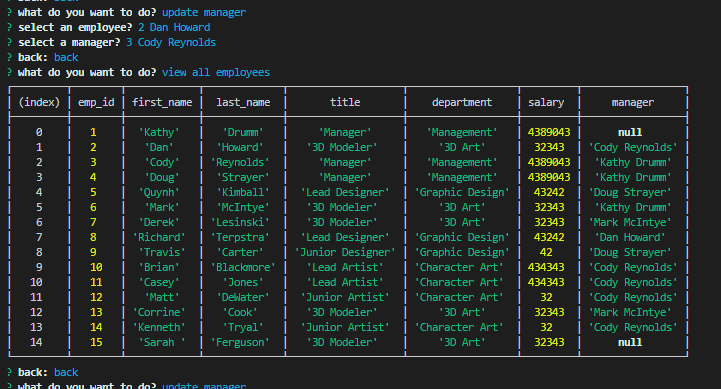 ? what do you want to do? update manager
? select an employee? 2 Dan Howard
? select a manager? 3 Cody Reynolds
? back: back
? what do you want to do? view all employees
(index) emp_id first_name last_name title department salary manager
0 1 'Kathy' 'Drumm' 'Manager' 'Management' 4389043 null
1 2 'Dan' 'Howard' '3D Modeler' '3D Art' 32343 'Cody Reynolds'
2 3 'Cody' 'Reynolds' 'Manager' 'Management' 4389043 'Kathy Drumm'
3 4 'Doug' 'Strayer' 'Manager' 'Management' 4389043 'Kathy Drumm'
4 5 'Quynh' 'Kimball' 'Lead Designer' 'Graphic Design' 43242 'Doug Strayer'
5 6 'Mark' 'McIntye' '3D Modeler' '3D Art' 32343 'Kathy Drumm'
6 7 'Derek' 'Lesinski' '3D Modeler' '3D Art' 32343 'Mark McIntye'
7 8 'Richard' 'Terpstra' 'Lead Designer' 'Graphic Design' 43242 'Dan Howard'
8 9 'Travis' 'Carter' 'Junior Designer' 'Graphic Design' 42 'Doug Strayer'
9 10 'Brian' 'Blackmore' 'Lead Artist' 'Character Art' 434343 'Cody Reynolds'
10 11 'Casey' 'Jones' 'Lead Artist' 'Character Art' 434343 'Cody Reynolds'
11 12 'Matt' 'DeWater' 'Junior Artist' 'Character Art' 32 'Cody Reynolds'
12 13 'Corrine' 'Cook' '3D Modeler' '3D Art' 32343 'Mark McIntye'
13 14 'Kenneth' 'Tryal' 'Junior Artist' 'Character Art' 32 'Cody Reynolds'
14 15 'Sarah ' 'Ferguson' '3D Modeler' '3D Art' 32343 null
? back: back
? what do you want to do? update manager